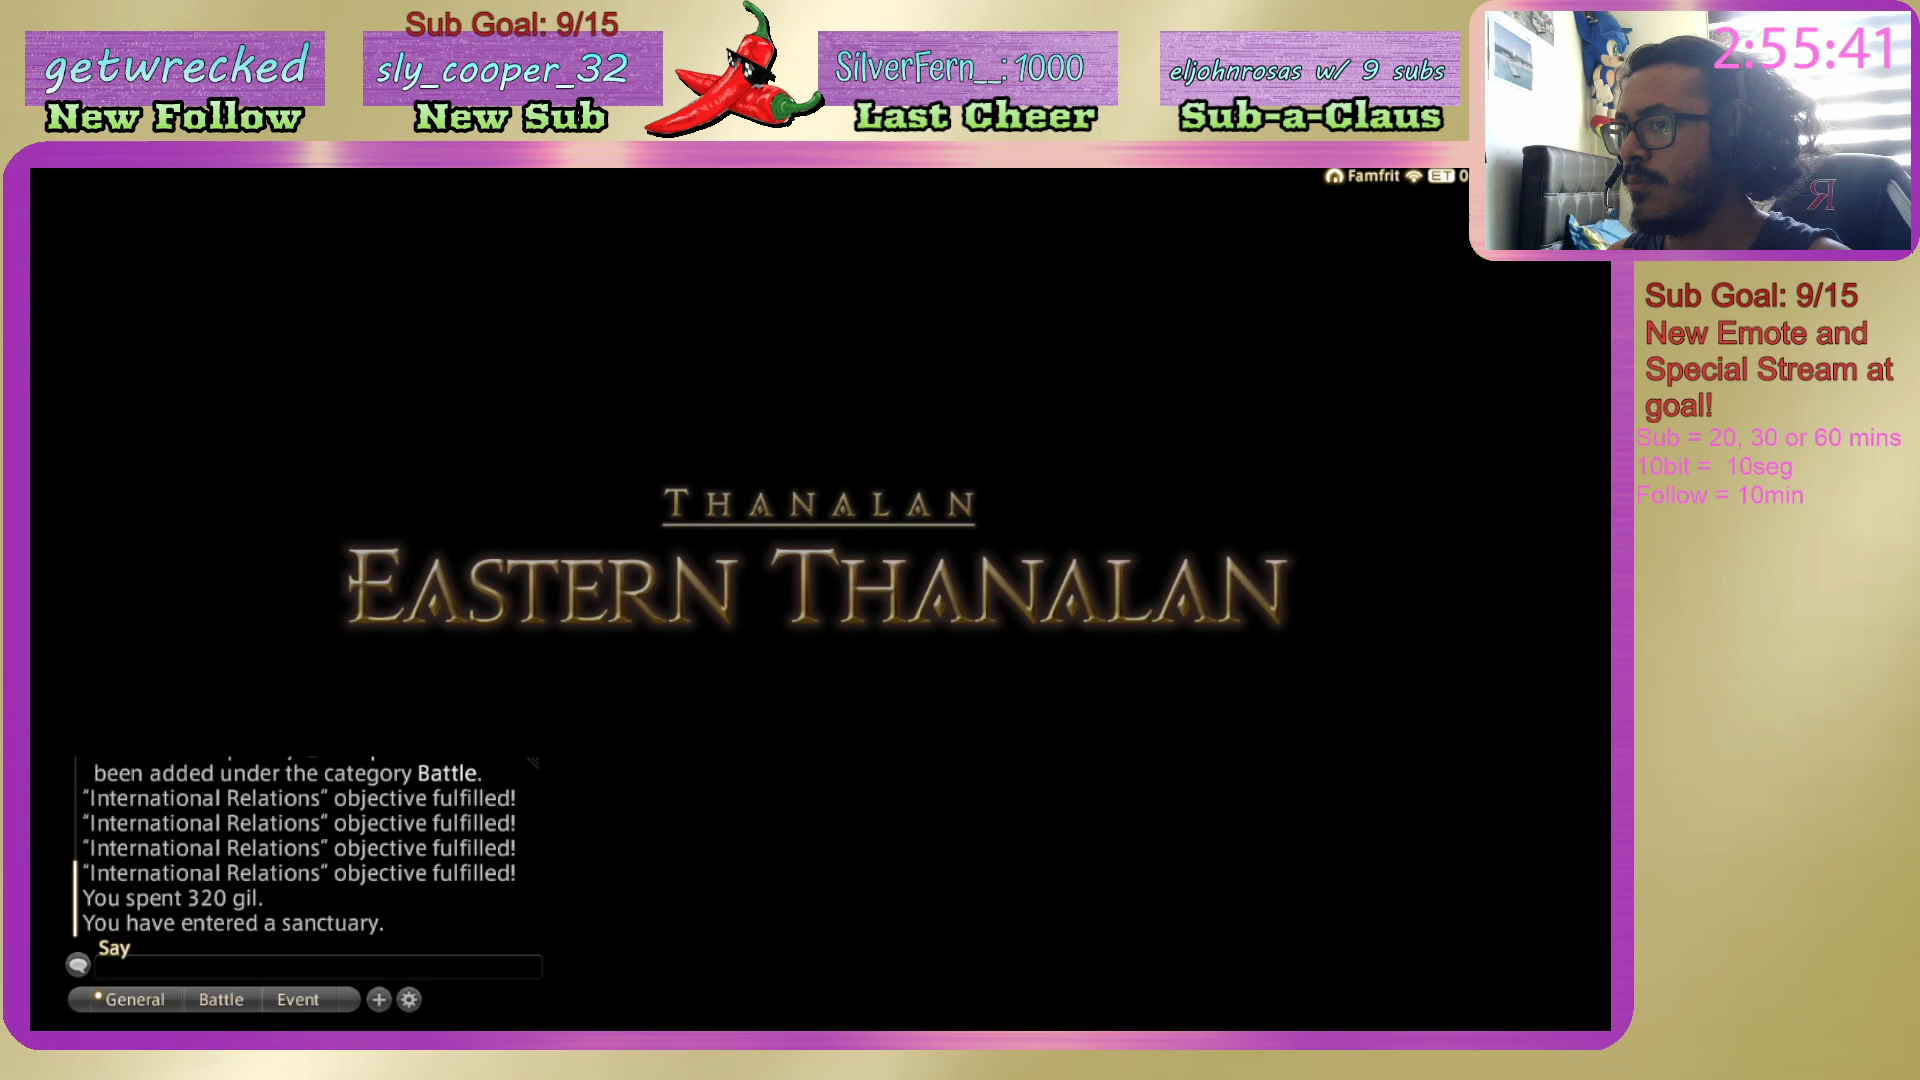 Sub Goal: 9/15
getwrecked
New Follow
sly_cooper_32
New Sub
SilverFern__: 1000
Last Cheer
eljohnrosas w/ 9 subs
Sub-a-Claus
2:55:41
Famfrit ET 0
Sub Goal: 9/15
New Emote and
Special Stream at
goal!
Sub = 20, 30 or 60 mins
10bit = 10seg
Follow = 10min
THANALAN
EASTERN THANALAN
been added under the category Battle.
"International Relations" objective fulfilled!
"International Relations" objective fulfilled!
"International Relations" objective fulfilled!
"International Relations" objective fulfilled!
You spent 320 gil.
You have entered a sanctuary.
Say
General Battle Event